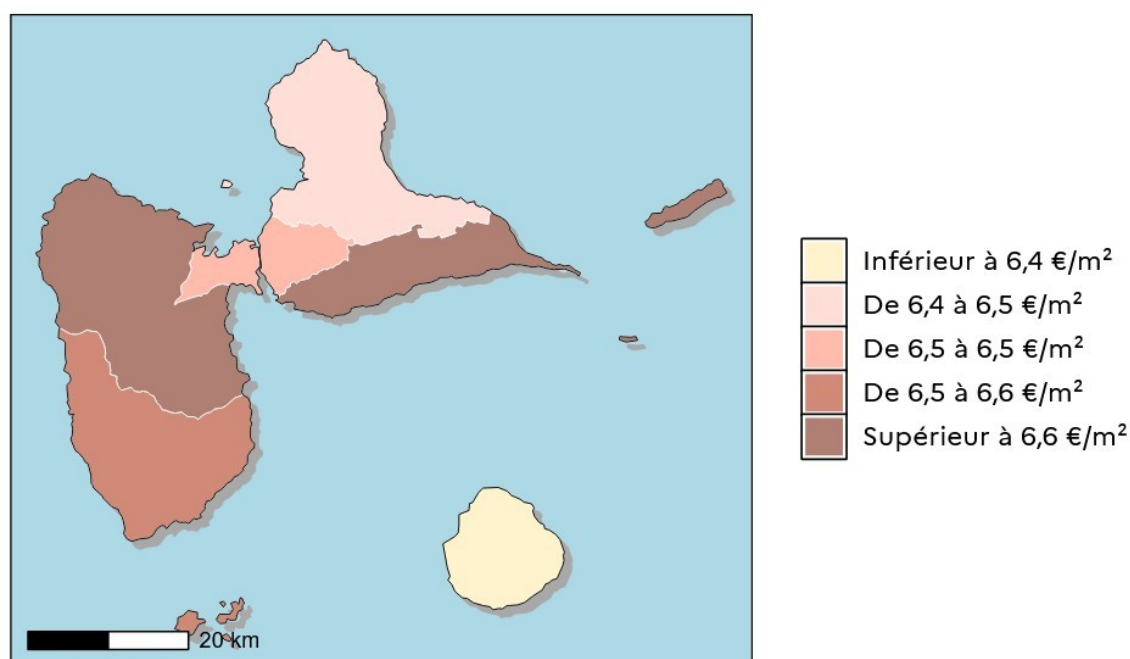 Inférieur à 6,4 €/m²
De 6,4 à 6,5 €/m²
De 6,5 à 6,5 €/m²
De 6,5 à 6,6 €/m²
Supérieur à 6,6 €/m²
20 km